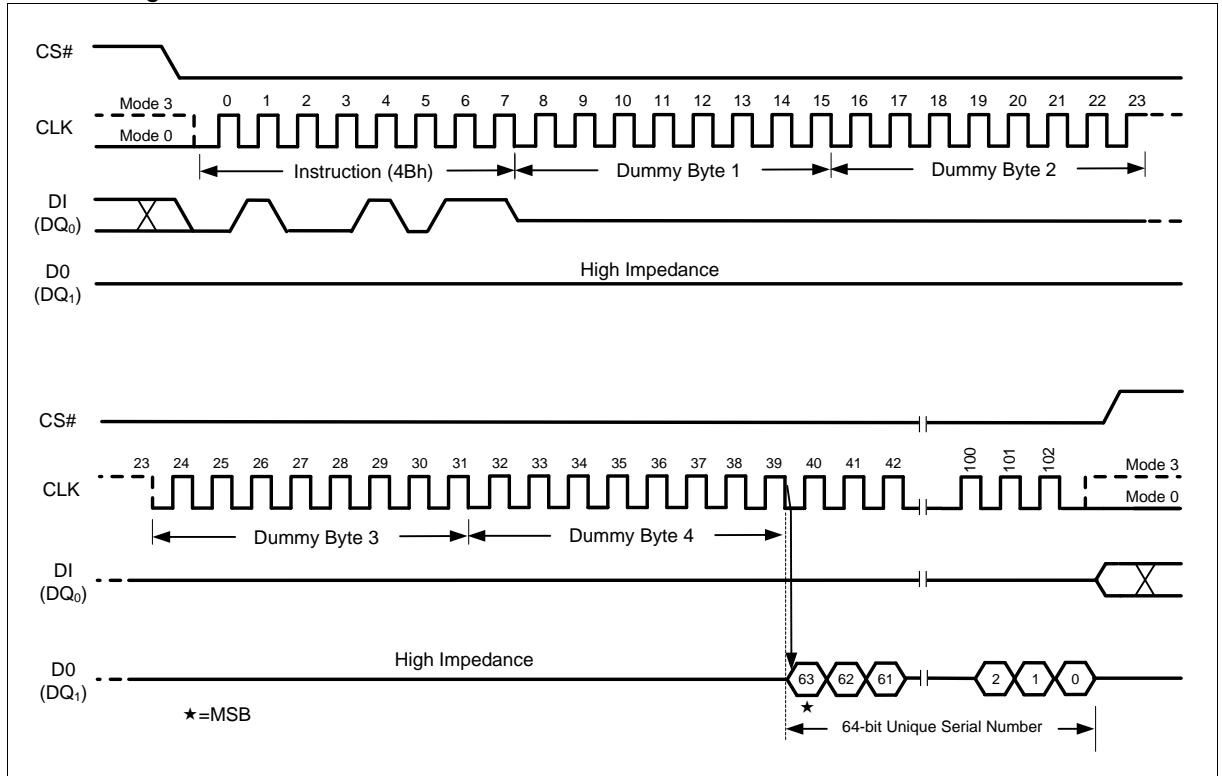 CS#
Mode 3
0 1 2 3 4 5 6 7 8 9 10 11 12 13 14 15 16 17 18 19 20 21 22 23
CLK
Mode 0
Instruction (4Bh)
Dummy Byte 1
Dummy Byte 2
DI
(DQ0)
D0
(DQ1)
High Impedance
CS#
23 24 25 26 27 28 29 30 31 32 33 34 35 36 37 38 39 40 41 42 100 101 102
Mode 3
CLK
Mode 0
Dummy Byte 3
Dummy Byte 4
DI
(DQ0)
D0
(DQ1)
High Impedance
63 62 61 2 1 0
★=MSB
★
64-bit Unique Serial Number